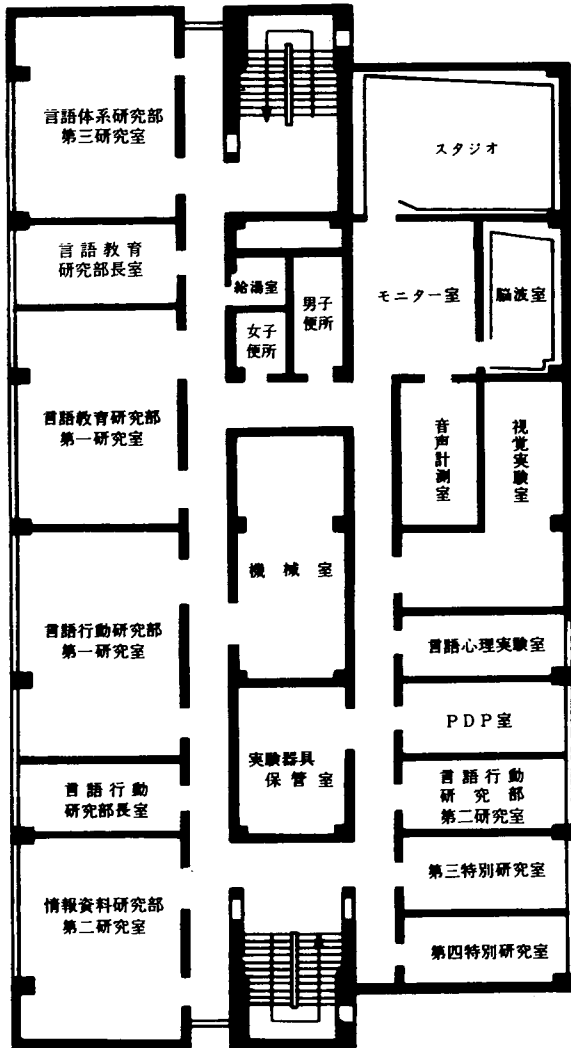 言語体系研究部
第三研究室
スタジオ
言語教育
研究部長室
給湯室
男子
便所
女子
便所
モニター室
脳波室
言語教育研究部
第一研究室
音声計測室
視覚実験室
機械室
言語行動研究部
第一研究室
言語心理実験室
PDP室
実験器具
保管室
言語行動
研究部長室
言語行動
研究部
第二研究室
第三特別研究室
情報資料研究部
第二研究室
第四特別研究室